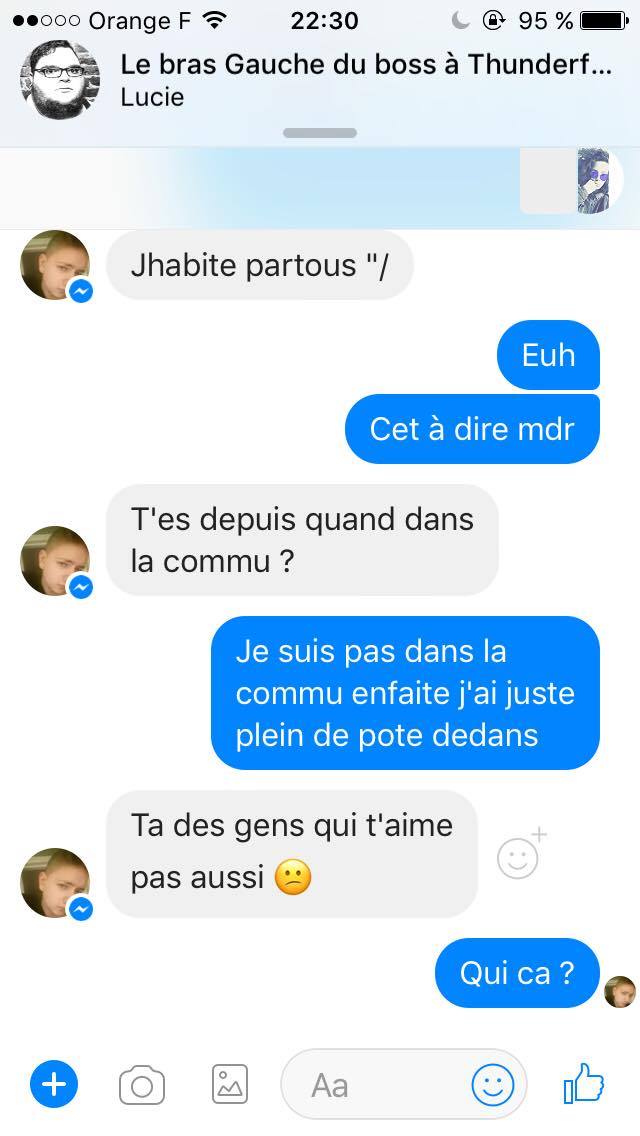 Orange F 22:30 95 %
Le bras Gauche du boss à Thunderf...
Lucie
Jhabite partous "/
Euh
Cet à dire mdr
T'es depuis quand dans
la commu ?
Je suis pas dans la
commu enfaite j'ai juste
plein de pote dedans
Ta des gens qui t'aime
pas aussi 😕
Qui ca ?
Aa